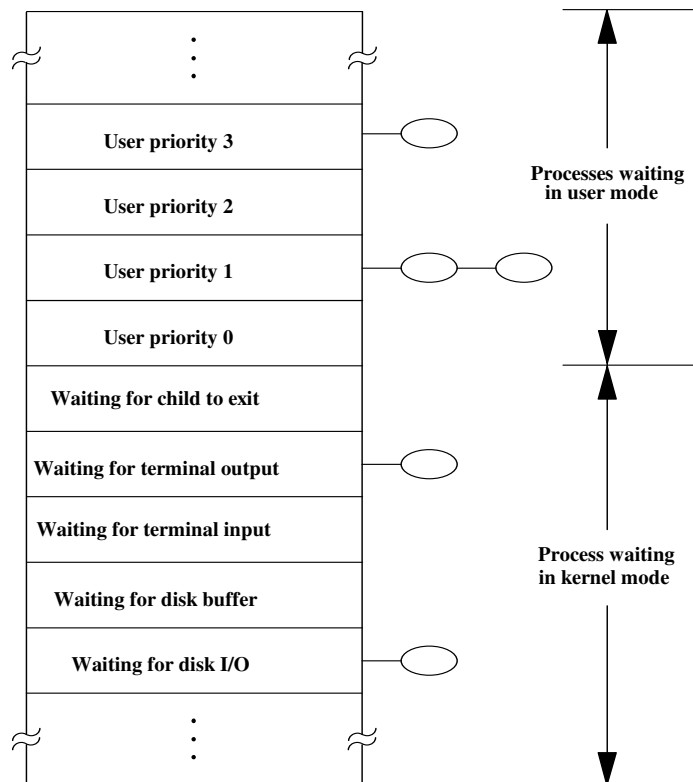 User priority 3
User priority 2
User priority 1
User priority 0
Waiting for child to exit
Waiting for terminal output
Waiting for terminal input
Waiting for disk buffer
Waiting for disk I/O
Processes waiting
in user mode
Process waiting
in kernel mode